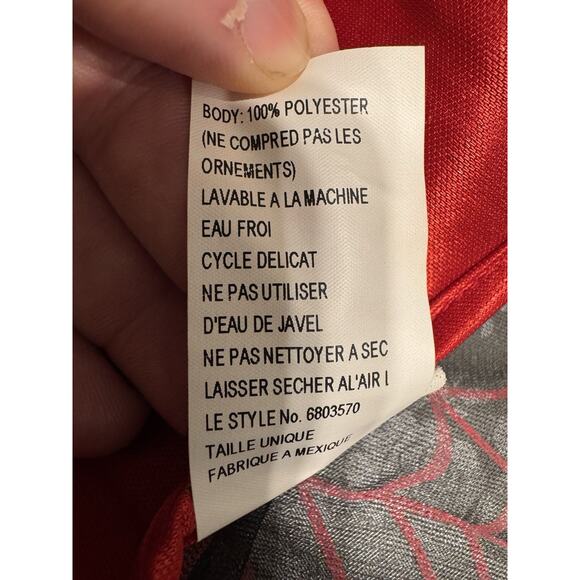 BODY: 100% POLYESTER
(NE COMPRED PAS LES
ORNEMENTS)
LAVABLE A LA MACHINE
EAU FROI
CYCLE DELICAT
NE PAS UTILISER
D'EAU DE JAVEL
NE PAS NETTOYER A SEC
LAISSER SECHER AL'AIR L
LE STYLE No. 6803570
TAILLE UNIQUE
FABRIQUE A MEXIQUE